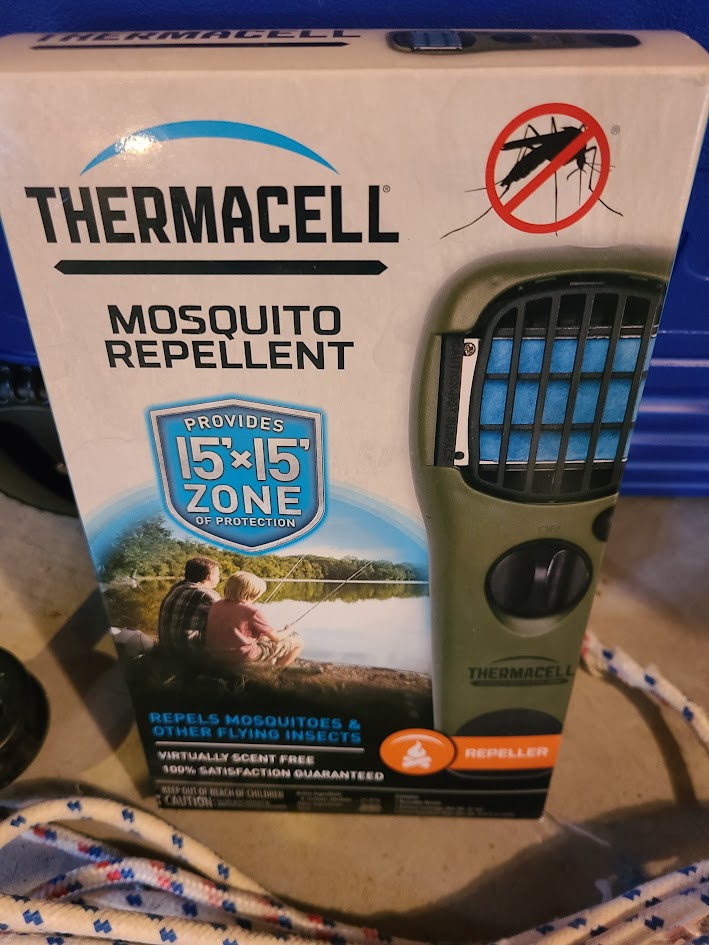 THERMACELL
THERMACELL®
®
MOSQUITO
REPELLENT
PROVIDES
15'×15'
ZONE
OF PROTECTION
OFF
THERMACELL
REPELS MOSQUITOES &
OTHER FLYING INSECTS
VIRTUALLY SCENT FREE
100% SATISFACTION GUARANTEED
REPELLER
KEEP OUT OF REACH OF CHILDREN
CAUTION